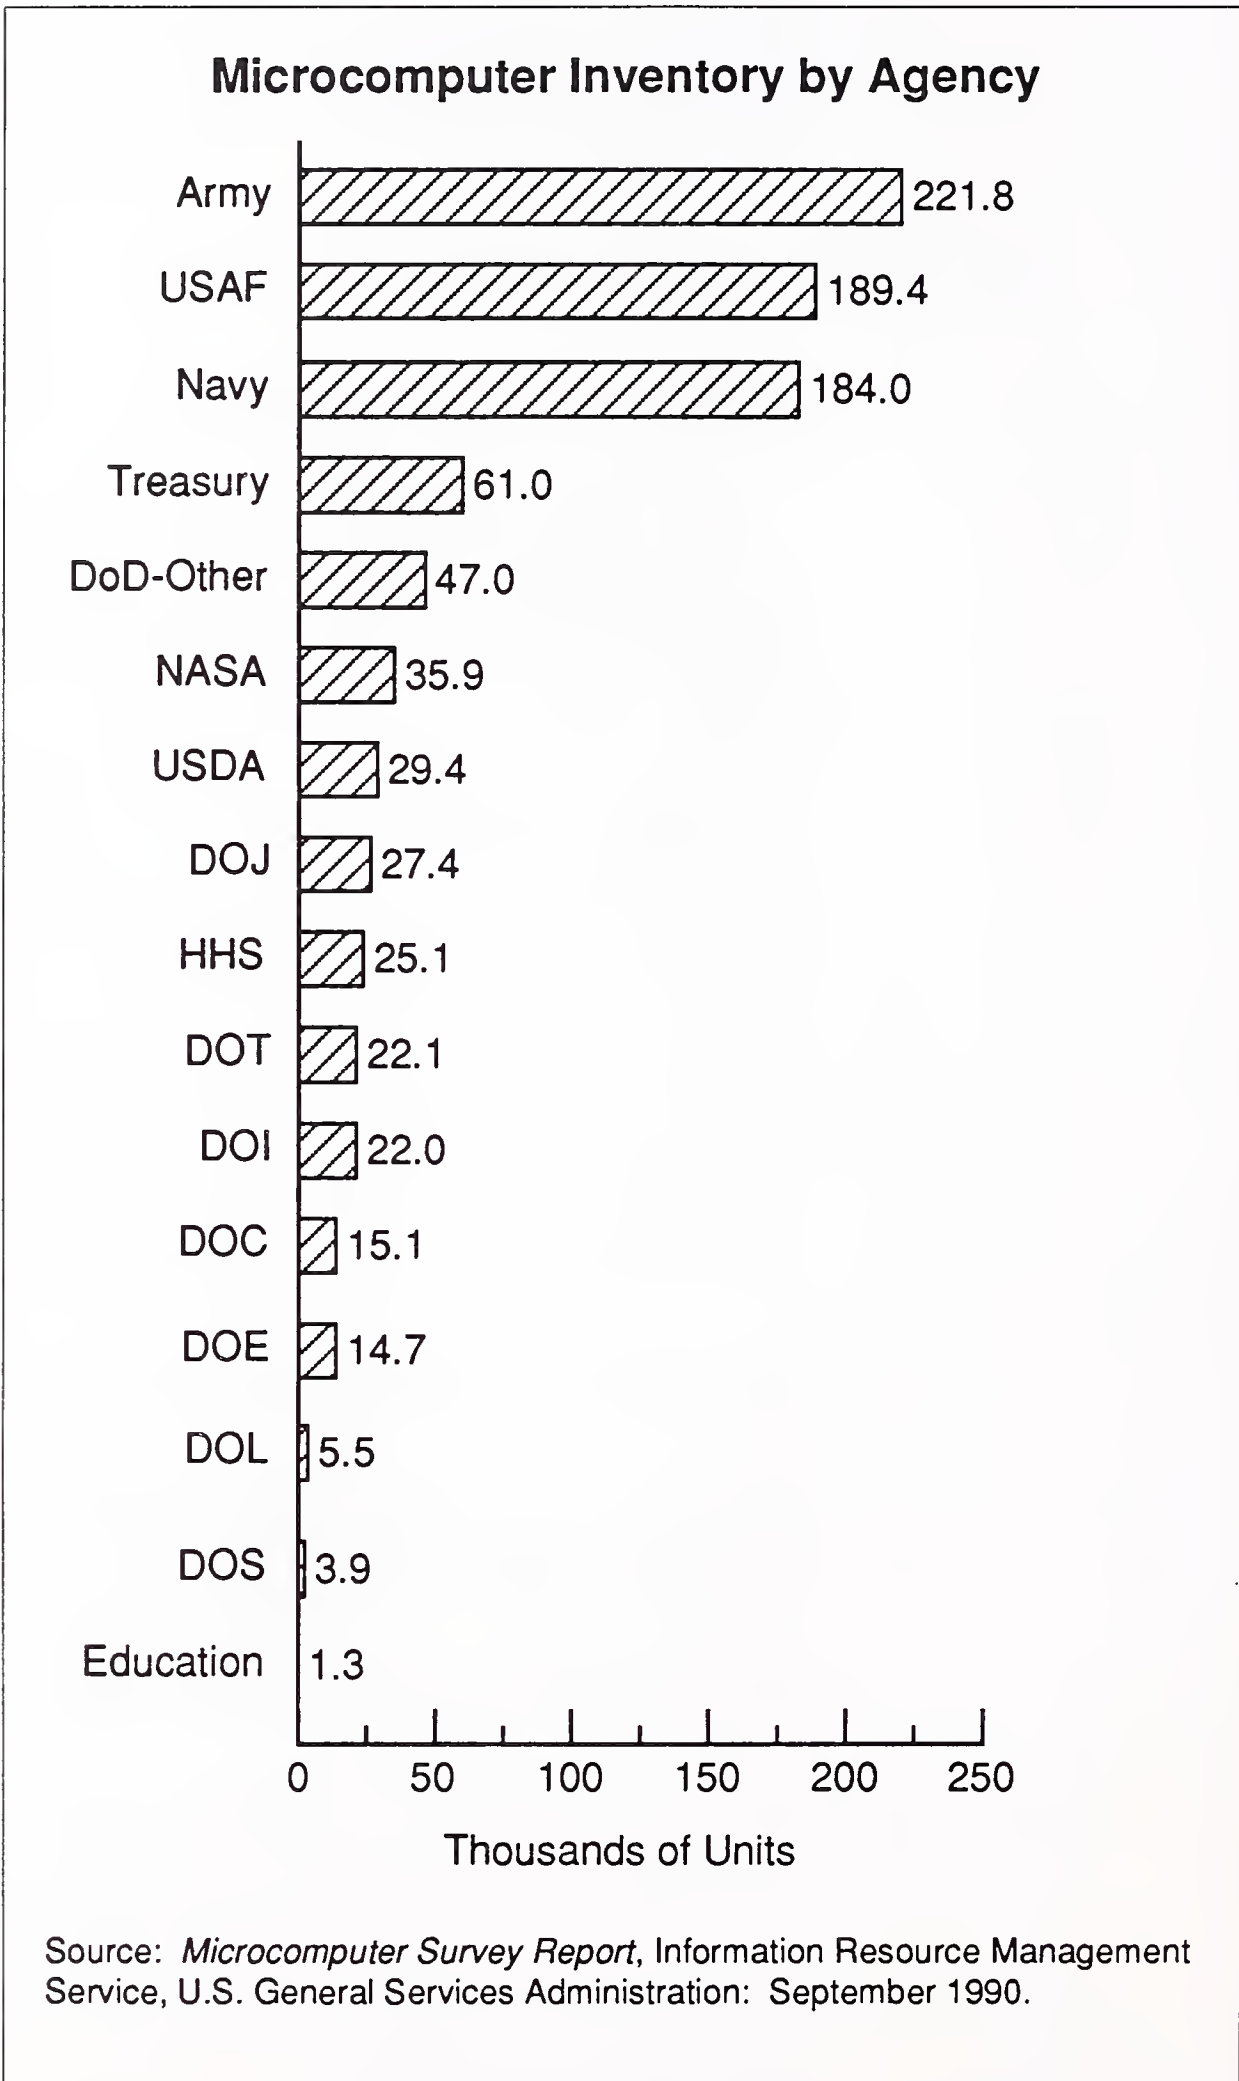 Microcomputer Inventory by Agency
Army 221.8
USAF 189.4
Navy 184.0
Treasury 61.0
DoD-Other 47.0
NASA 35.9
USDA 29.4
DOJ 27.4
HHS 25.1
DOT 22.1
DOI 22.0
DOC 15.1
DOE 14.7
DOL 5.5
DOS 3.9
Education 1.3
0 50 100 150 200 250
Thousands of Units
Source: Microcomputer Survey Report, Information Resource Management
Service, U.S. General Services Administration: September 1990.